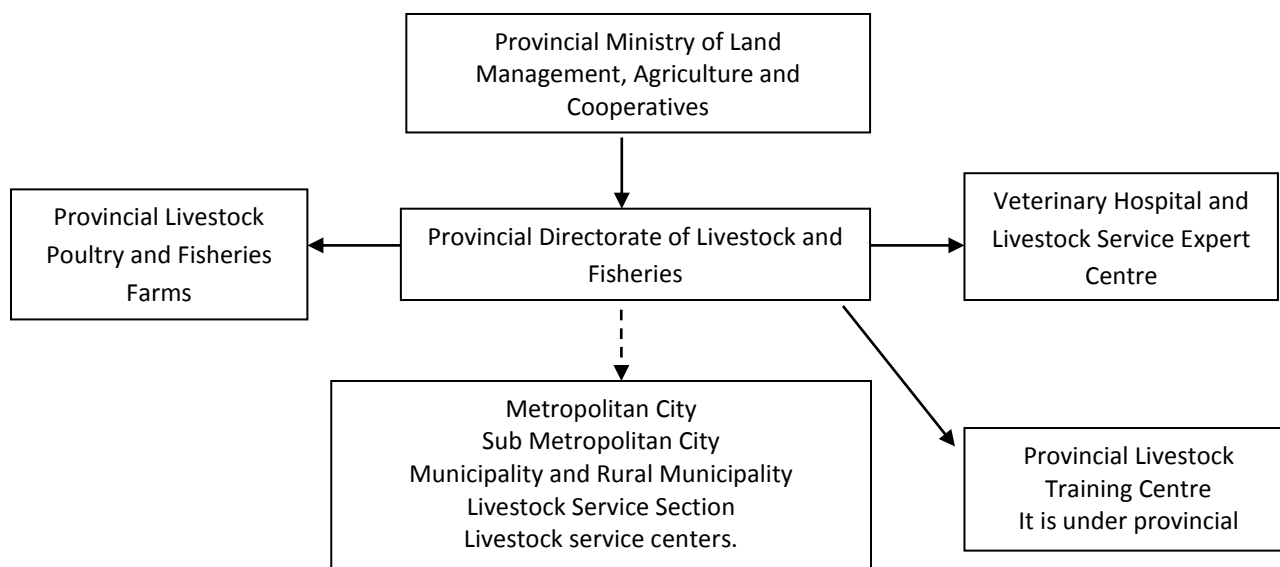 Provincial Ministry of Land
Management, Agriculture and
Cooperatives
Provincial Livestock
Poultry and Fisheries
Farms
Provincial Directorate of Livestock and
Fisheries
Veterinary Hospital and
Livestock Service Expert
Centre
Metropolitan City
Sub Metropolitan City
Municipality and Rural Municipality
Livestock Service Section
Livestock service centers.
Provincial Livestock
Training Centre
It is under provincial